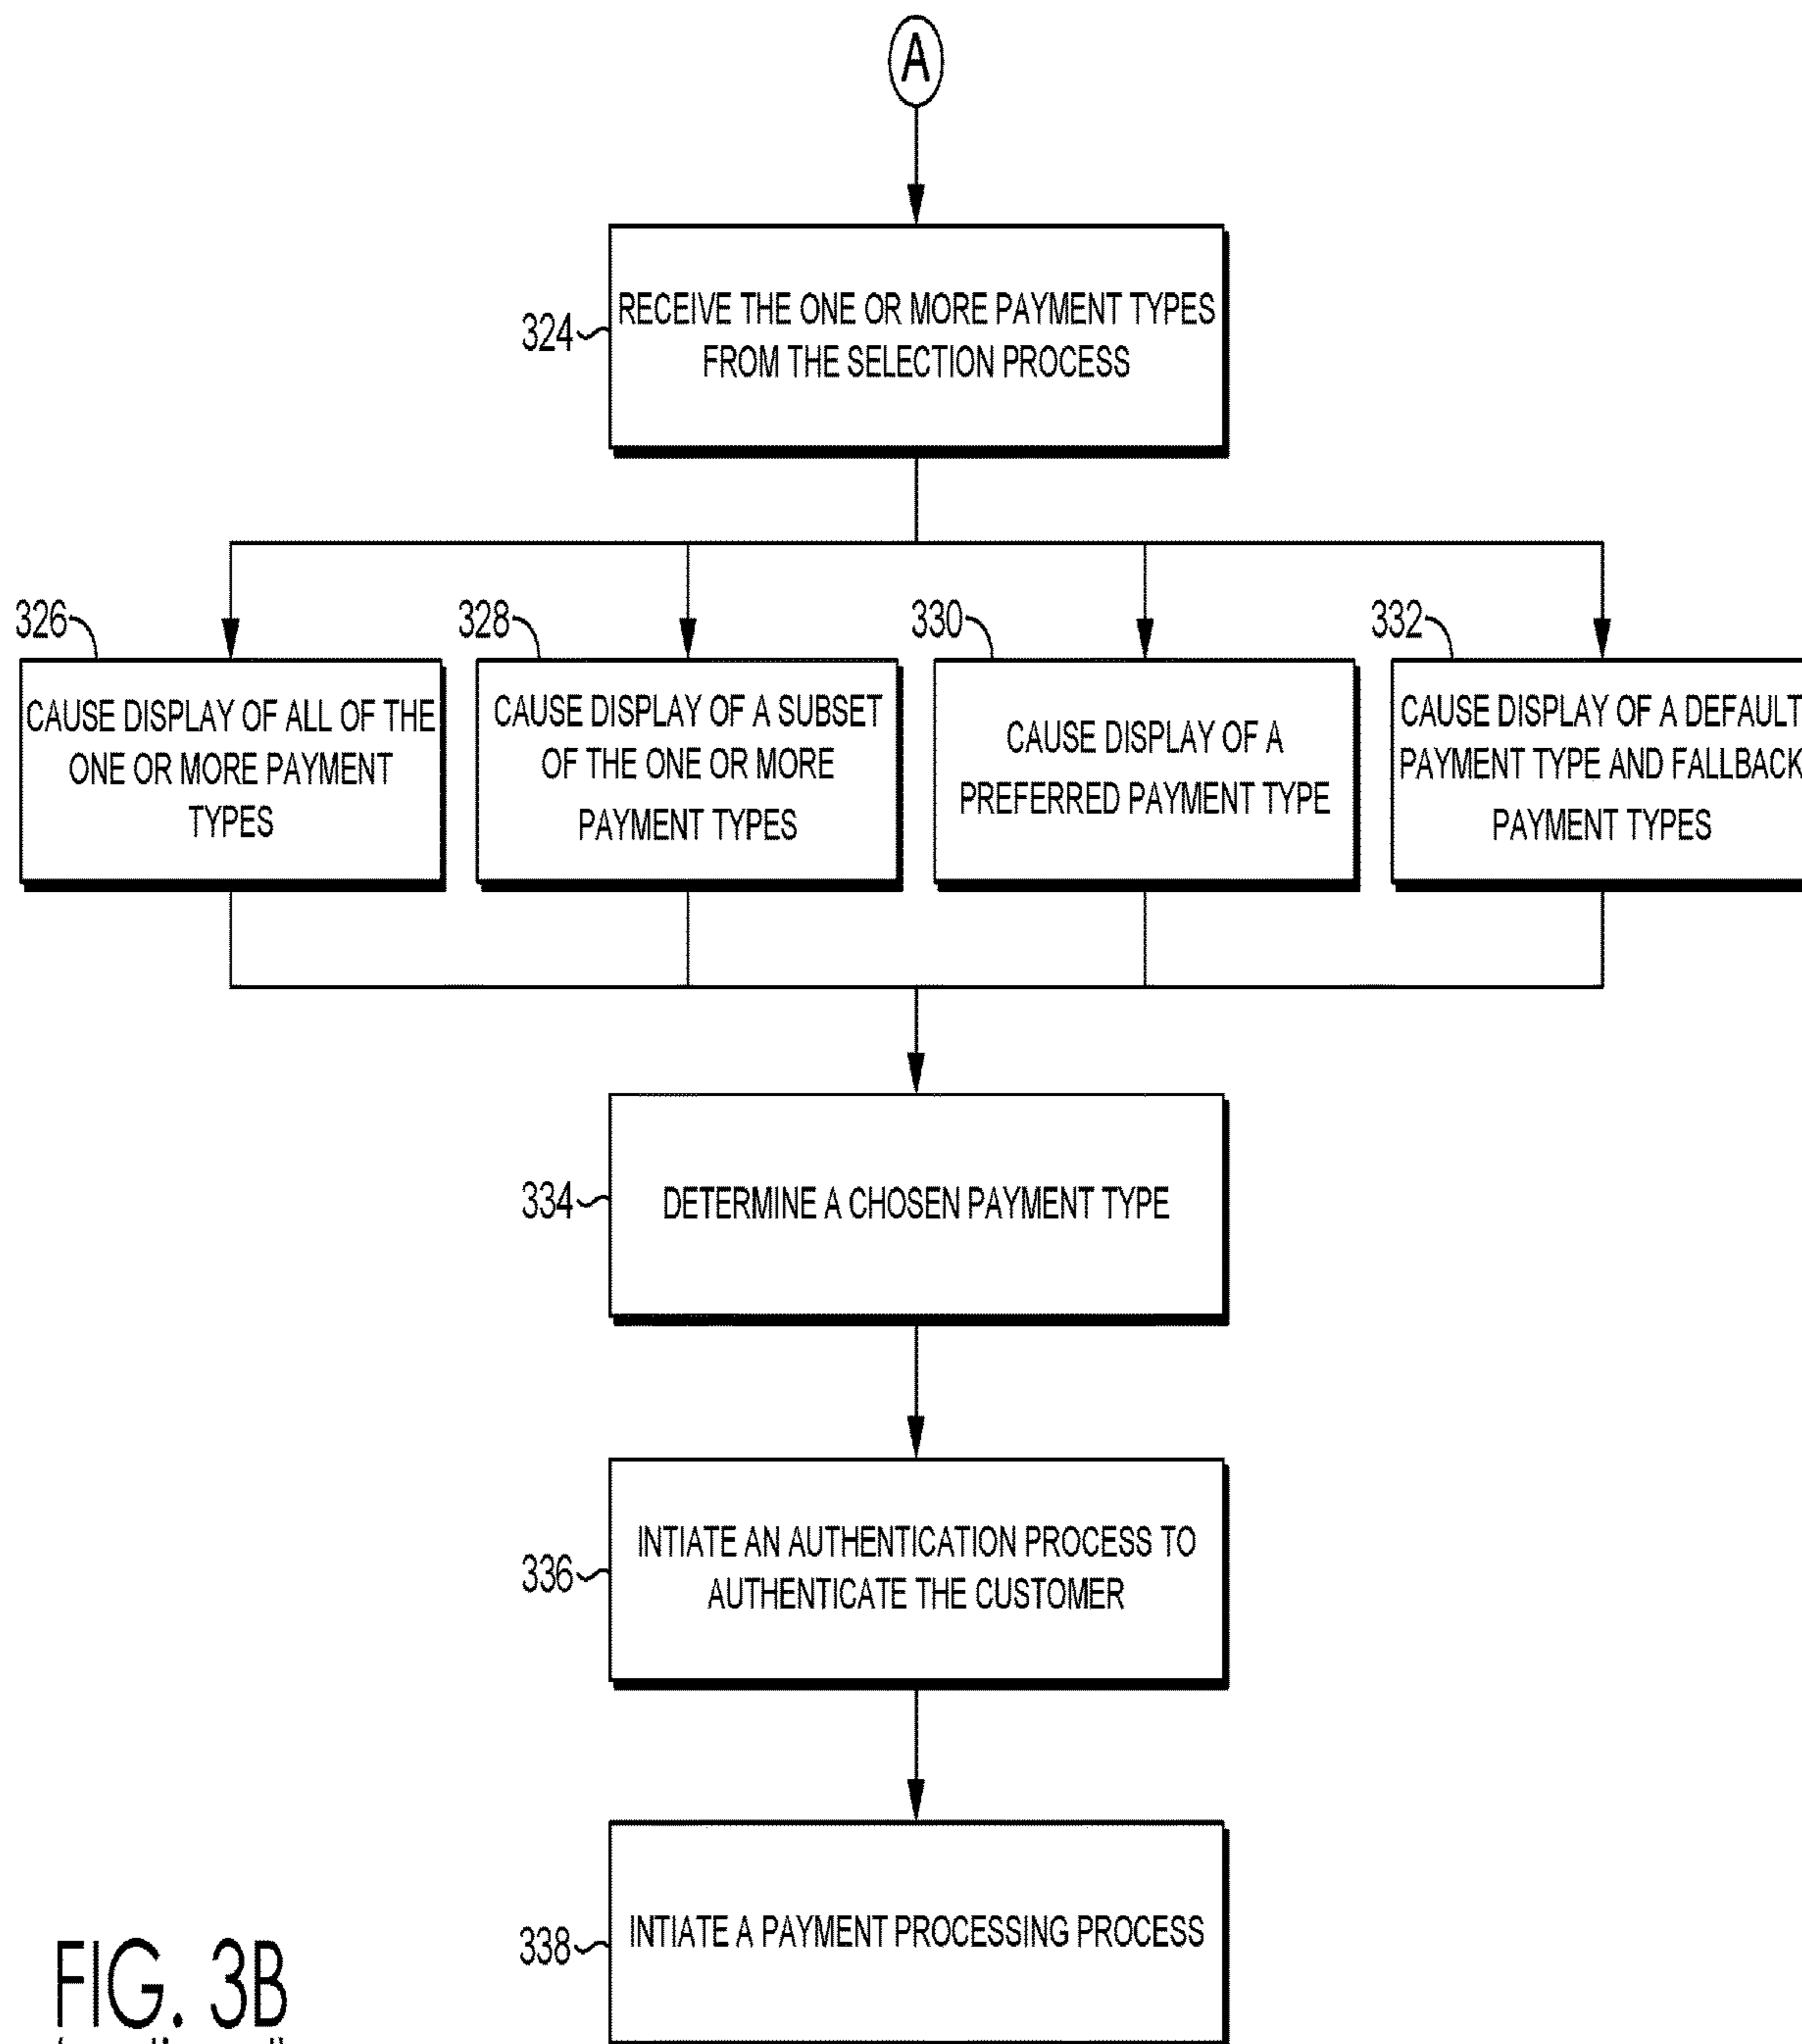 A
324
RECEIVE THE ONE OR MORE PAYMENT TYPES
FROM THE SELECTION PROCESS
326
CAUSE DISPLAY OF ALL OF THE
ONE OR MORE PAYMENT
TYPES
328
CAUSE DISPLAY OF A SUBSET
OF THE ONE OR MORE
PAYMENT TYPES
330
CAUSE DISPLAY OF A
PREFERRED PAYMENT TYPE
332
CAUSE DISPLAY OF A DEFAULT
PAYMENT TYPE AND FALLBACK
PAYMENT TYPES
334
DETERMINE A CHOSEN PAYMENT TYPE
336
INTIATE AN AUTHENTICATION PROCESS TO
AUTHENTICATE THE CUSTOMER
338
INTIATE A PAYMENT PROCESSING PROCESS
FIG. 3B